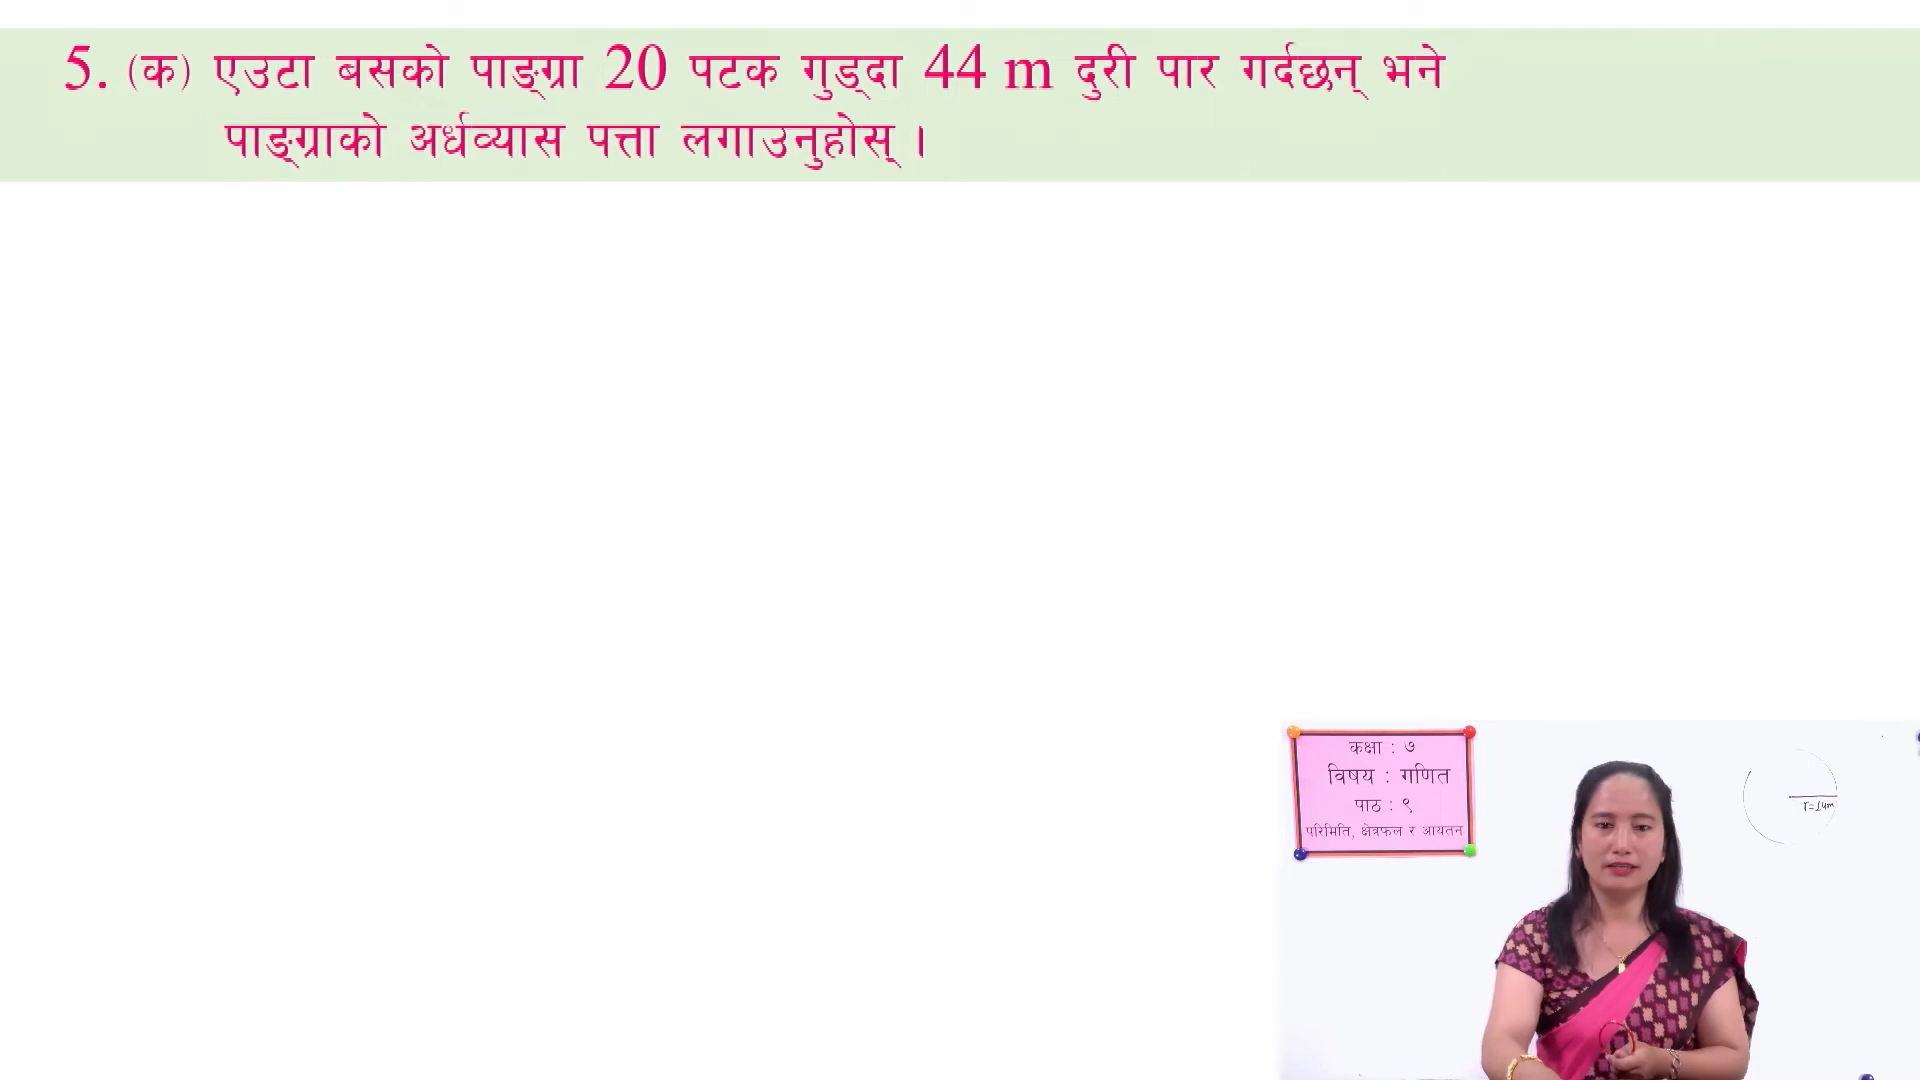 5. (क) एउटा बसको पाङ्ग्रा 20 पटक गुड्दा 44 m दुरी पार गर्दछन् भने
पाङ्ग्राको अर्धव्यास पत्ता लगाउनुहोस् ।
कक्षा : ७
विषय : गणित
पाठ : ९
परिमिति, क्षेत्रफल र आयतन